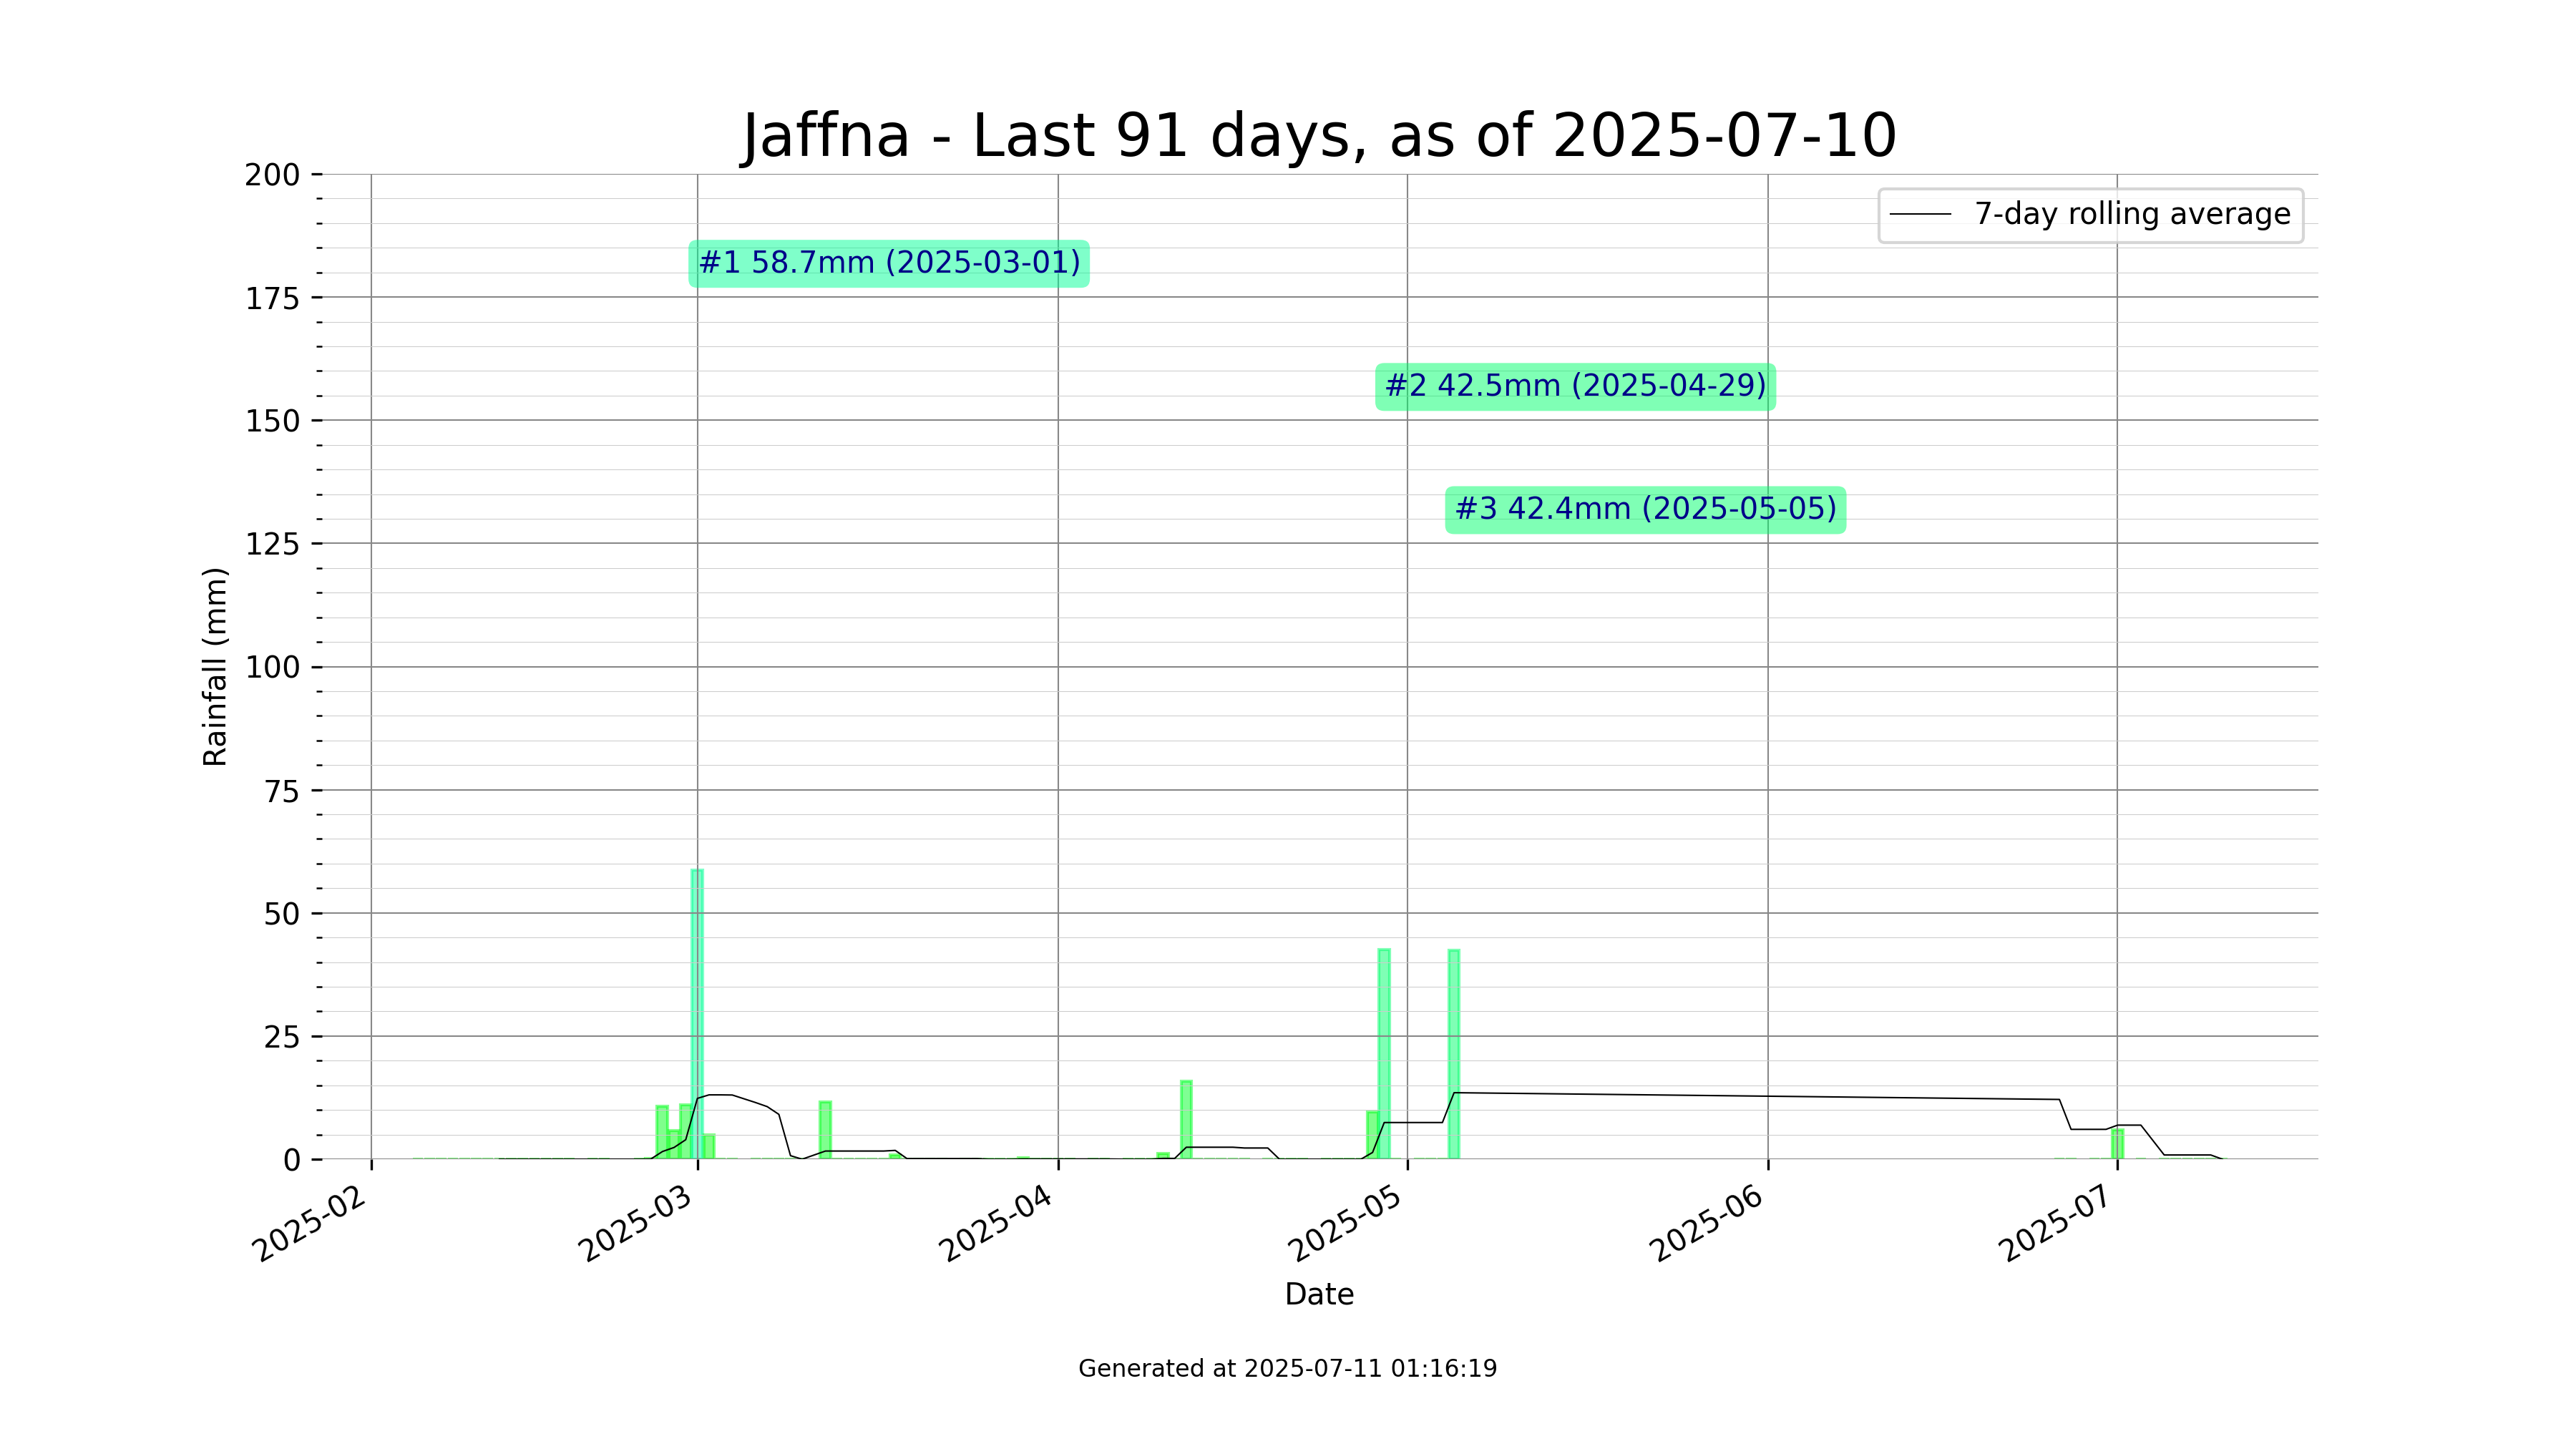 Jaffna - Last 91 days, as of 2025-07-10
7-day rolling average
#1 58.7mm (2025-03-01)
#2 42.5mm (2025-04-29)
#3 42.4mm (2025-05-05)
Rainfall (mm)
200
175
150
125
100
75
50
25
0
2025-02
2025-03
2025-04
2025-05
2025-06
2025-07
Date
Generated at 2025-07-11 01:16:19